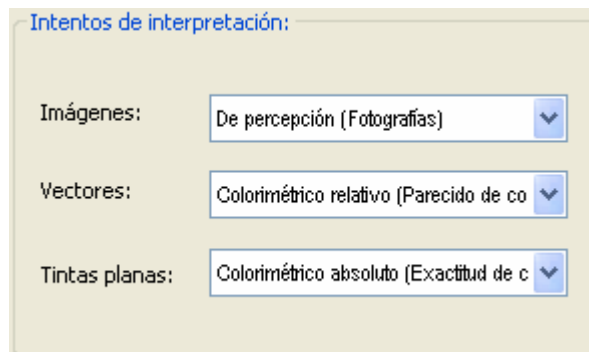 Intentos de interpretación:
Imágenes: De percepción (Fotografías)
Vectores: Colorimétrico relativo (Parecido de co
Tintas planas: Colorimétrico absoluto (Exactitud de c